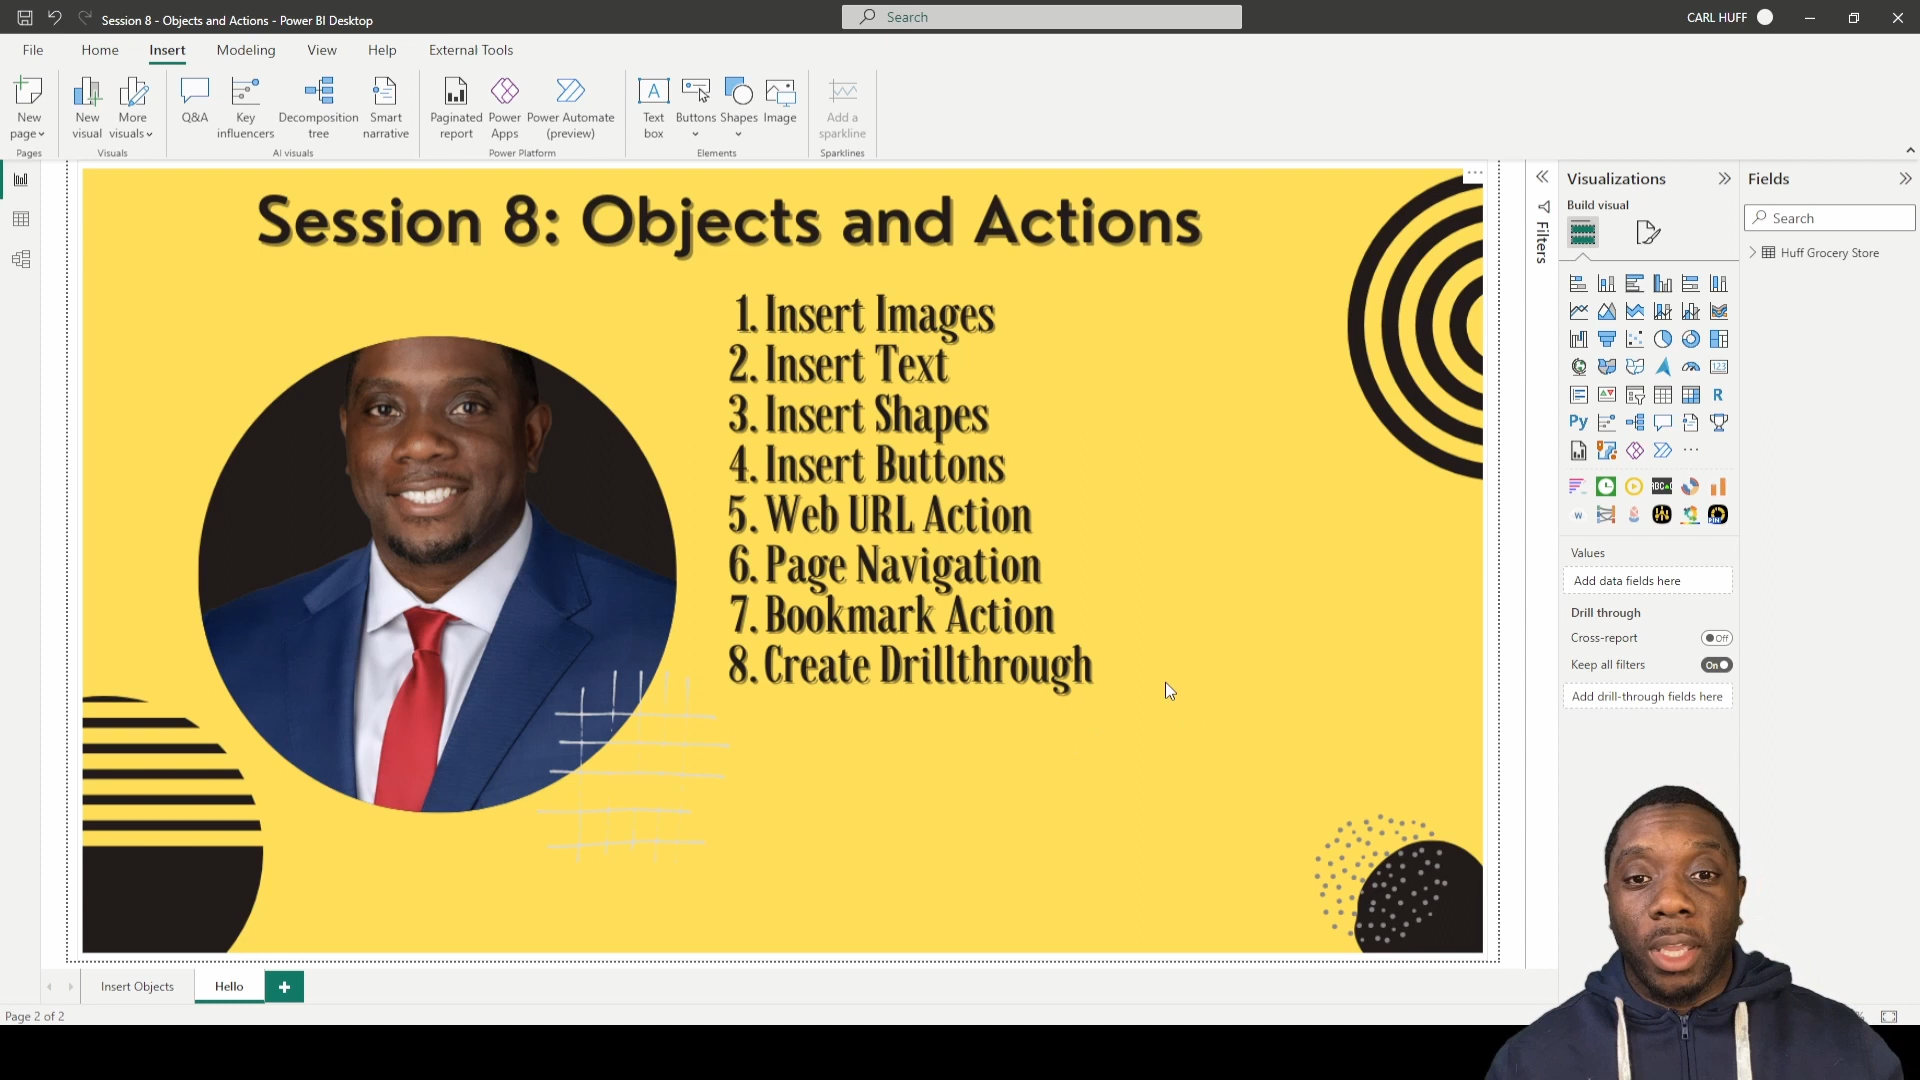 Session 8 - Objects and Actions - Power BI Desktop
Search
CARL HUFF
File
Home
Insert
Modeling
View
Help
External Tools
New page
New visual
More visuals
Q&A
Key influencers
Decomposition tree
Smart narrative
Paginated report
Power Apps
Power Automate (preview)
Text box
Buttons
Shapes
Image
Add a sparkline
Pages
Visuals
AI visuals
Power Platform
Elements
Sparklines
Session 8: Objects and Actions
1. Insert Images
2. Insert Text
3. Insert Shapes
4. Insert Buttons
5. Web URL Action
6. Page Navigation
7. Bookmark Action
8. Create Drillthrough
Filters
Visualizations
Build visual
123
R
Py
Values
Add data fields here
Drill through
Cross-report
Off
Keep all filters
On
Add drill-through fields here
Fields
Search
Huff Grocery Store
Insert Objects
Hello
Page 2 of 2